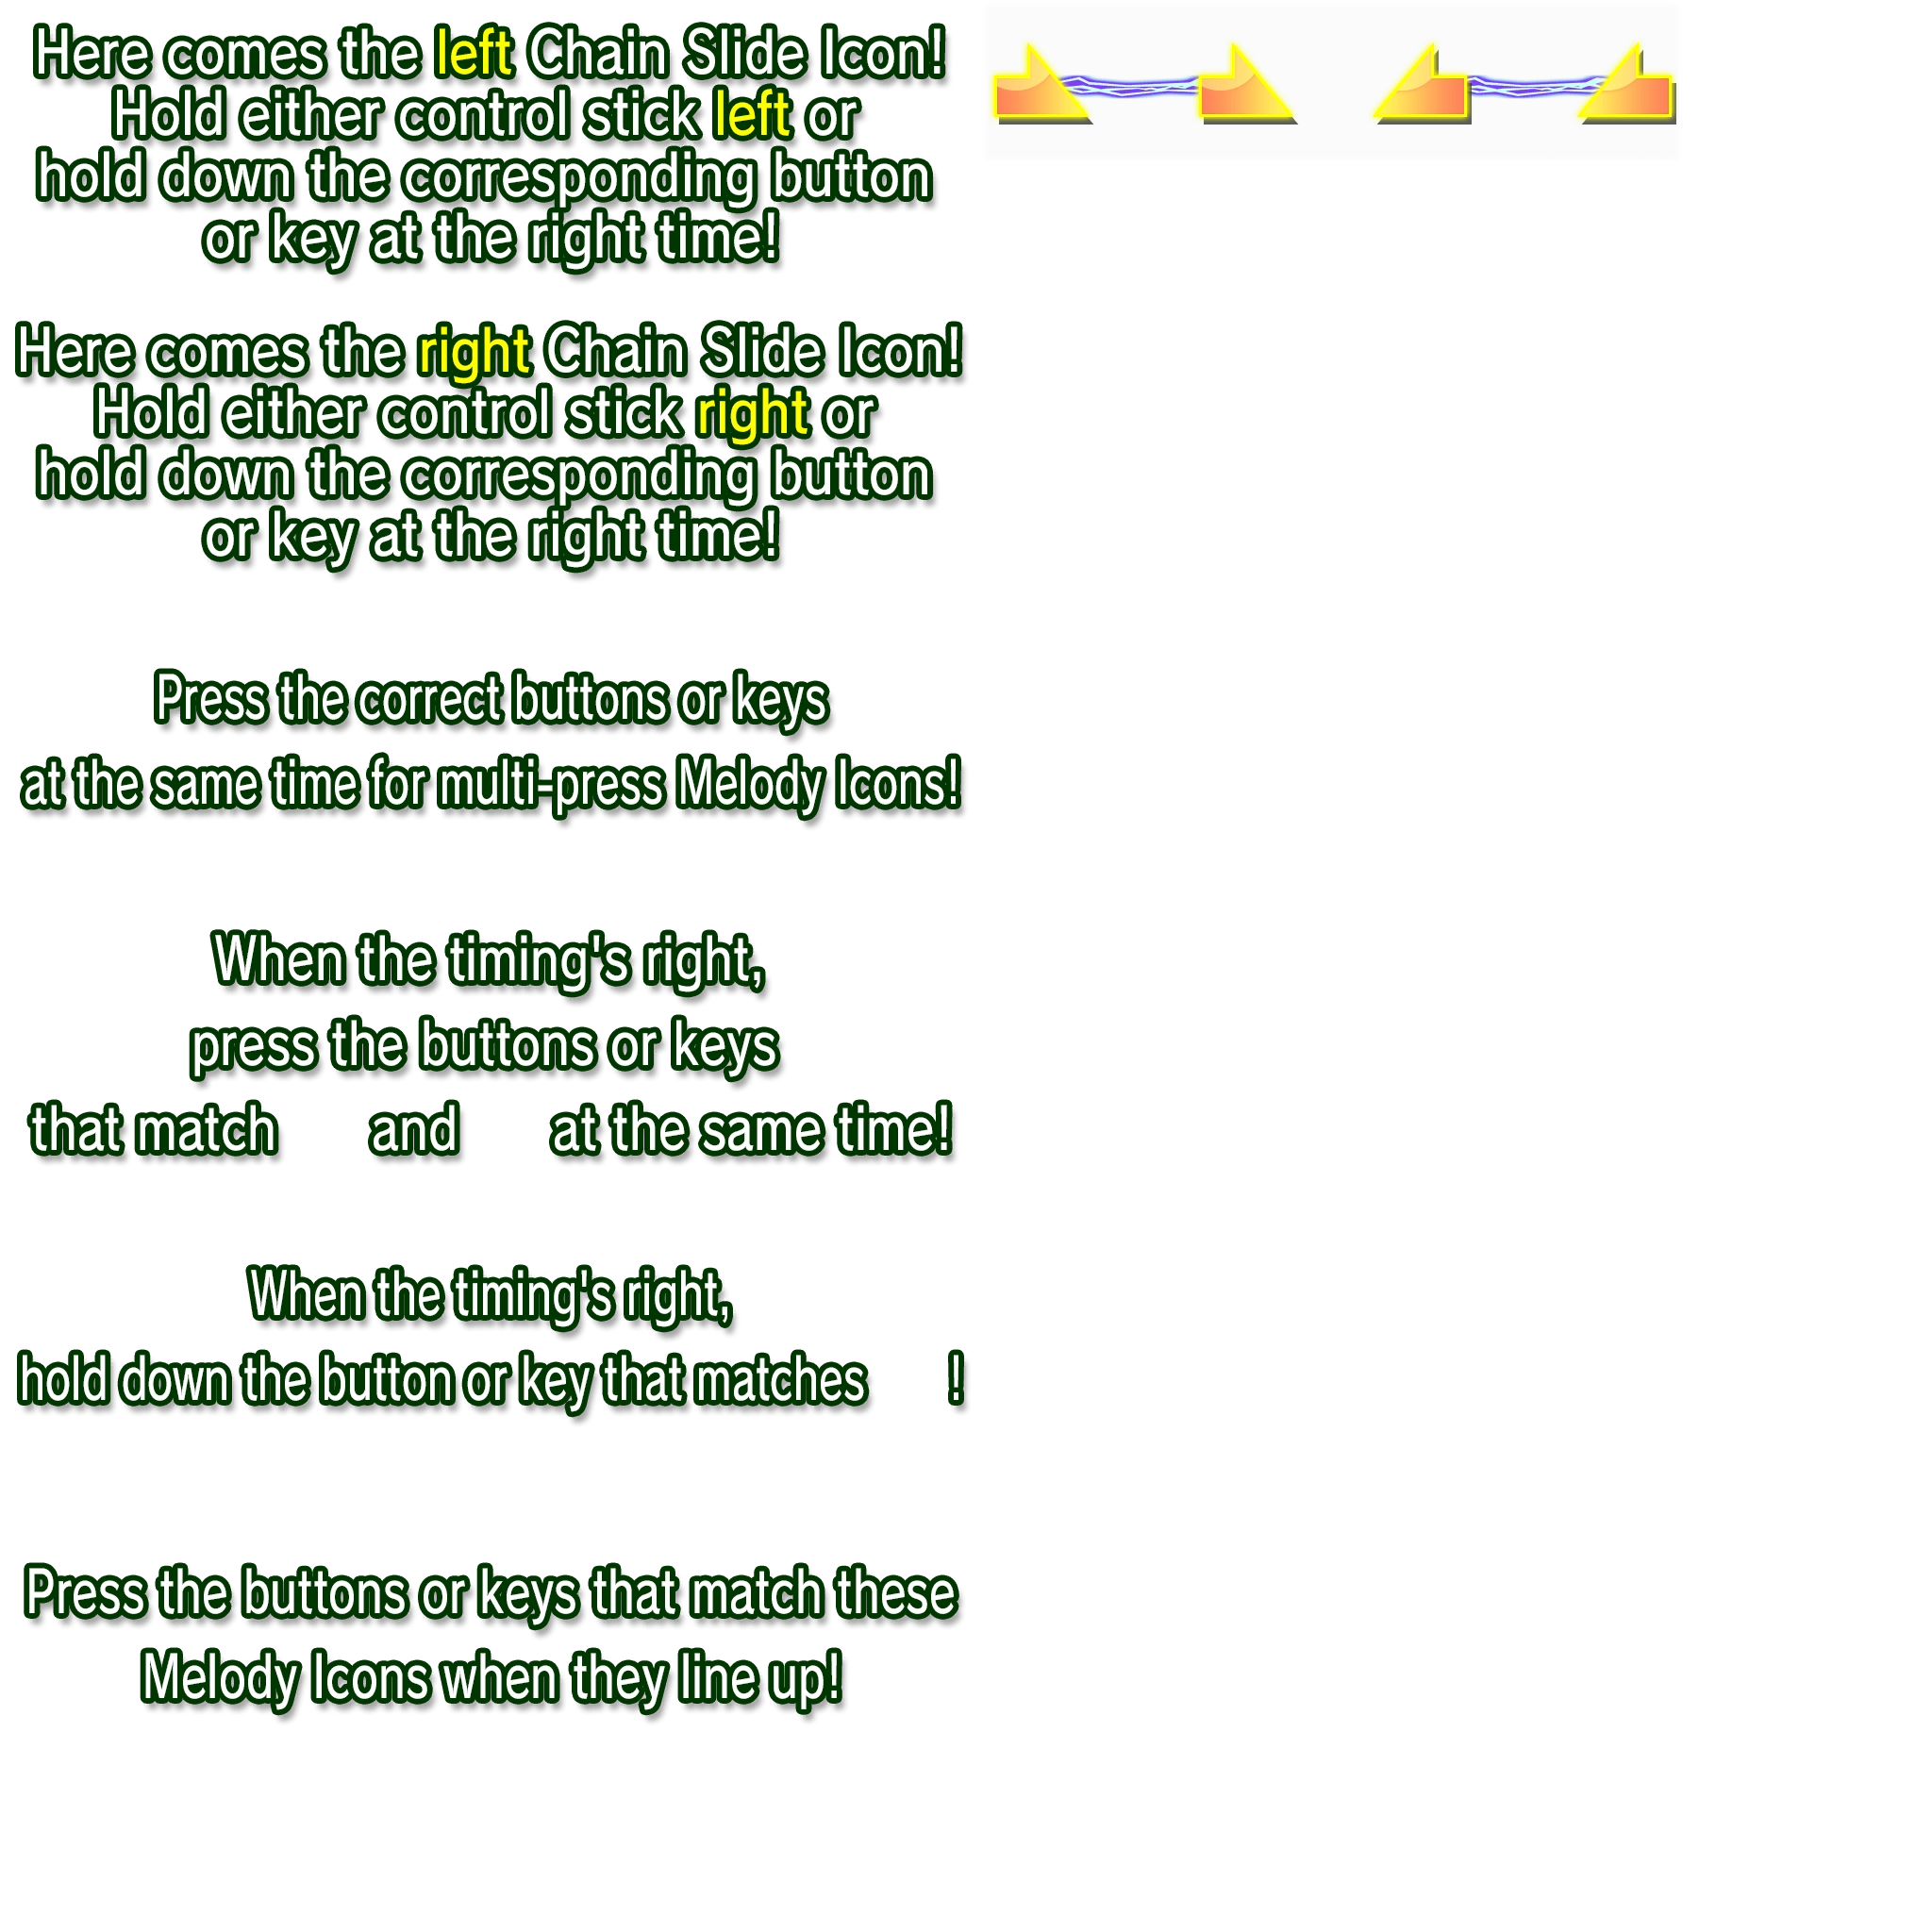 Here comes the left Chain Slide Icon!
Hold either control stick left or
hold down the corresponding button
or key at the right time!
Here comes the right Chain Slide Icon!
Hold either control stick right or
hold down the corresponding button
or key at the right time!
Press the correct buttons or keys
at the same time for multi-press Melody Icons!
When the timing's right,
press the buttons or keys
that match and at the same time!
When the timing's right,
hold down the button or key that matches !
Press the buttons or keys that match these
Melody Icons when they line up!